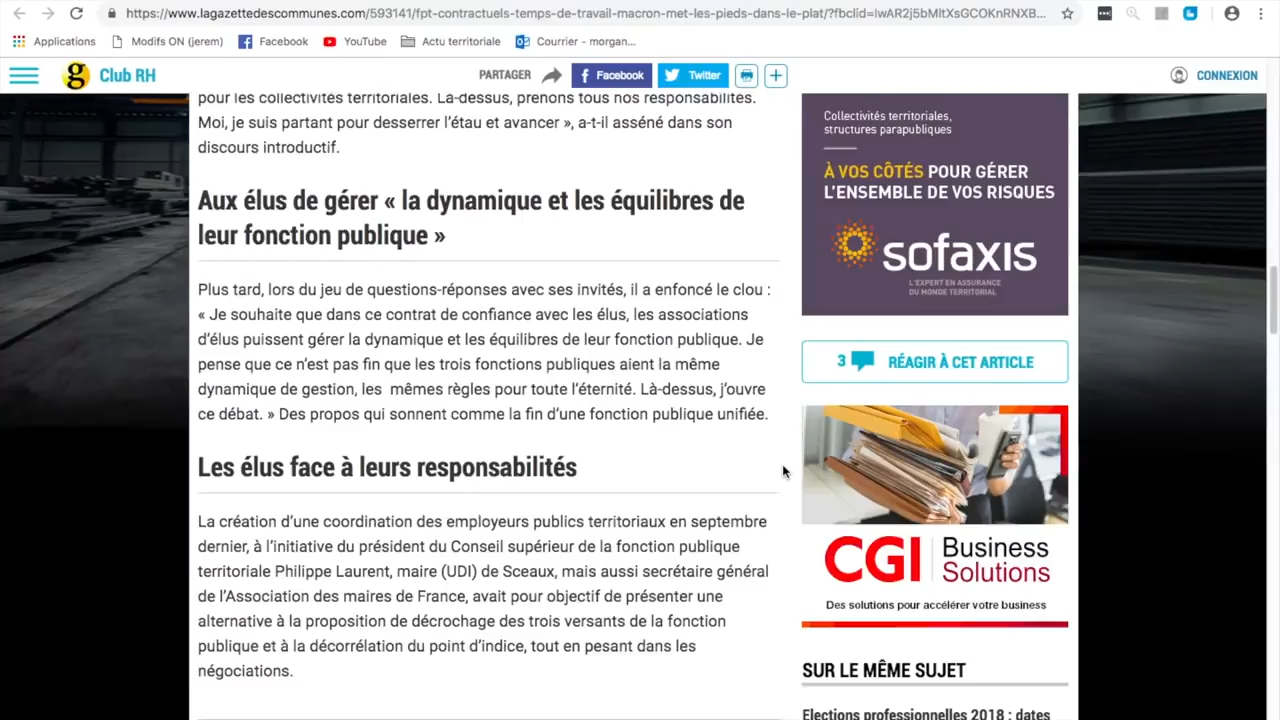 https://www.lagazettedescommunes.com/593141/fpt-contractuels-temps-de-travail-macron-met-les-pieds-dans-le-plat/?fbclid=IwAR2j5bMltXsGCOKnRNXB...
Applications
Modifs ON (jerem)
Facebook
YouTube
Actu territoriale
Courrier - morgan...
g
Club RH
PARTAGER
Facebook
Twitter
CONNEXION
pour les collectivités territoriales. Là-dessus, prenons tous nos responsabilités.
Moi, je suis partant pour desserrer l’étau et avancer », a-t-il asséné dans son
discours introductif.
Aux élus de gérer « la dynamique et les équilibres de
leur fonction publique »
Plus tard, lors du jeu de questions-réponses avec ses invités, il a enfoncé le clou :
« Je souhaite que dans ce contrat de confiance avec les élus, les associations
d’élus puissent gérer la dynamique et les équilibres de leur fonction publique. Je
pense que ce n’est pas fin que les trois fonctions publiques aient la même
dynamique de gestion, les mêmes règles pour toute l’éternité. Là-dessus, j’ouvre
ce débat. » Des propos qui sonnent comme la fin d’une fonction publique unifiée.
Les élus face à leurs responsabilités
La création d’une coordination des employeurs publics territoriaux en septembre
dernier, à l’initiative du président du Conseil supérieur de la fonction publique
territoriale Philippe Laurent, maire (UDI) de Sceaux, mais aussi secrétaire général
de l’Association des maires de France, avait pour objectif de présenter une
alternative à la proposition de décrochage des trois versants de la fonction
publique et à la décorrélation du point d’indice, tout en pesant dans les
négociations.
Collectivités territoriales,
structures parapubliques
À VOS CÔTÉS POUR GÉRER
L’ENSEMBLE DE VOS RISQUES
sofaxis
L’EXPERT EN ASSURANCE
DU MONDE TERRITORIAL
3 RÉAGIR À CET ARTICLE
CGI Business
Solutions
Des solutions pour accélérer votre business
SUR LE MÊME SUJET
Elections professionnelles 2018 : dates